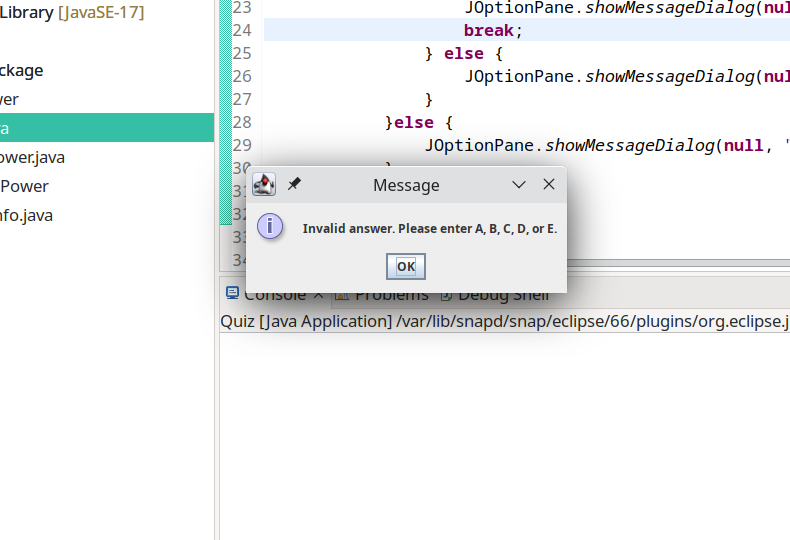 Library [JavaSE-17]
ckage
ver
a
ower.java
Power
nfo.java
23 JOptionPane.showMessageDialog(nul
24 break;
25 } else {
26 JOptionPane.showMessageDialog(nul
27 }
28 }else {
29 JOptionPane.showMessageDialog(null, "
30
31
32
33
34
Message
Invalid answer. Please enter A, B, C, D, or E.
OK
Console Problems Debug Shell
Quiz [Java Application] /var/lib/snapd/snap/eclipse/66/plugins/org.eclipse.j